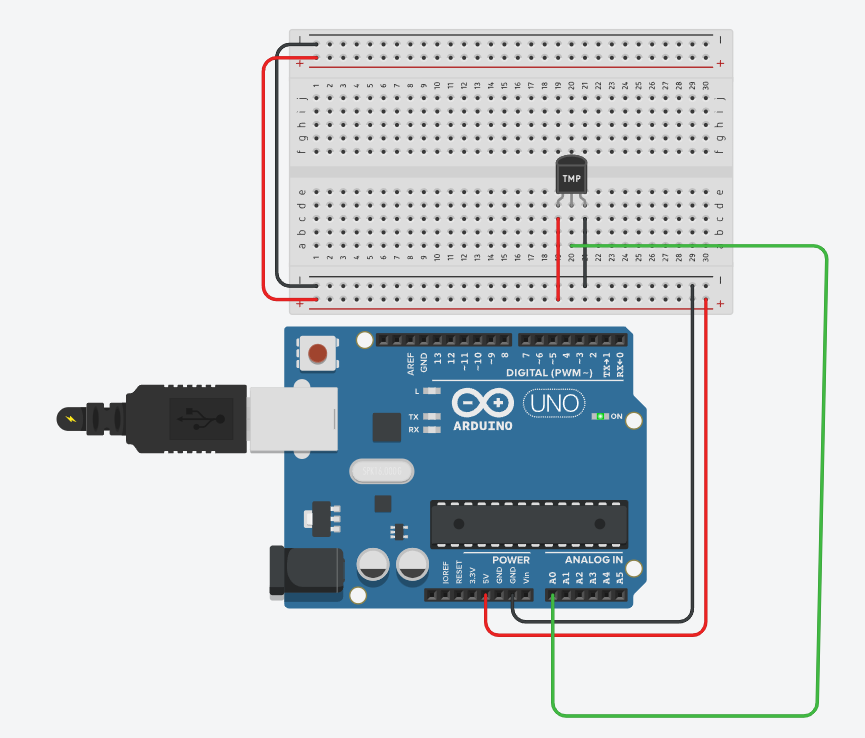 − −
+ +
1 2 3 4 5 6 7 8 9 10 11 12 13 14 15 16 17 18 19 20 21 22 23 24 25 26 27 28 29 30
j j
i i
h h
g g
f f
TMP
e e
d d
c c
b b
a a
1 2 3 4 5 6 7 8 9 10 11 12 13 14 15 16 17 18 19 20 21 22 23 24 25 26 27 28 29 30
− −
+ +
AREF GND 13 12 ~11 ~10 ~9 8 7 ~6 ~5 4 ~3 2 TX→1 RX←0
DIGITAL (PWM~)
L
TX
RX
ARDUINO
UNO
ON
POWER ANALOG IN
IOREF RESET 3.3V 5V GND GND Vin A0 A1 A2 A3 A4 A5